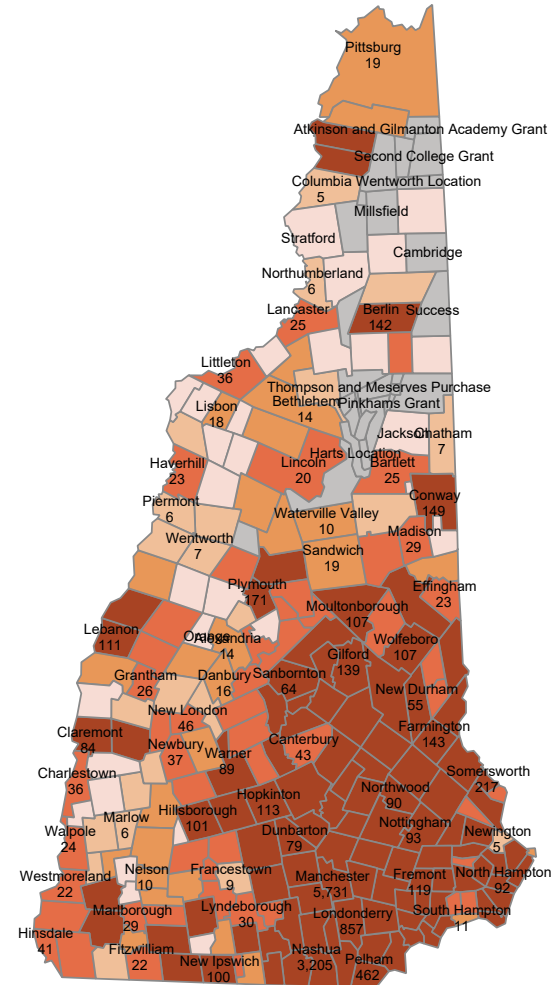 Pittsburg
19
Atkinson and Gilmanton Academy Grant
Second College Grant
Columbia
5
Wentworth Location
Millsfield
Stratford
Cambridge
Northumberland
6
Lancaster
25
Berlin
142
Success
Littleton
36
Thompson and Meserves Purchase
Bethlehem
14
Pinkhams Grant
Lisbon
18
Jackson
Chatham
7
Harts Location
Haverhill
23
Lincoln
20
Bartlett
25
Conway
149
Piermont
6
Waterville Valley
10
Madison
29
Wentworth
7
Sandwich
19
Plymouth
171
Effingham
23
Moultonborough
107
Lebanon
111
Orange
Alexandria
14
Wolfeboro
107
Gilford
139
Grantham
26
Danbury
16
Sanbornton
64
New Durham
55
New London
46
Claremont
84
Farmington
143
Newbury
37
Warner
89
Canterbury
43
Charlestown
36
Somersworth
217
Hopkinton
113
Northwood
90
Marlow
6
Hillsborough
101
Walpole
24
Dunbarton
79
Nottingham
93
Newington
5
Westmoreland
22
Nelson
10
Francestown
9
Manchester
5,731
Fremont
119
North Hampton
92
Marlborough
29
Lyndeborough
30
Londonderry
857
South Hampton
11
Hinsdale
41
Fitzwilliam
22
New Ipswich
100
Nashua
3,205
Pelham
462